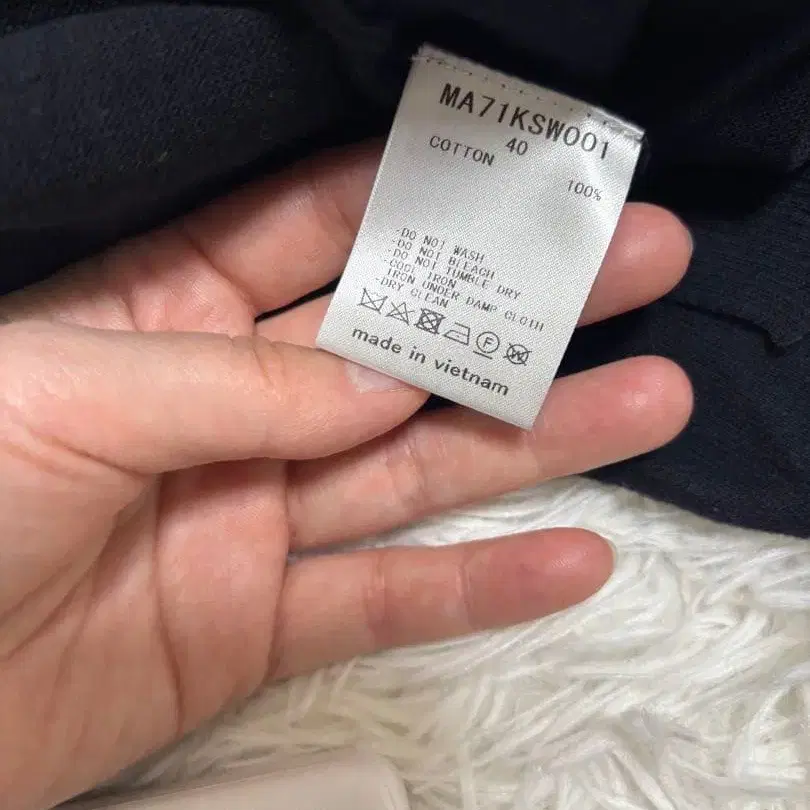 MA71KSW001
40
COTTON 100%
-DO NOT WASH
-DO NOT BLEACH
-DO NOT TUMBLE DRY
-COOL IRON
IRON UNDER DAMP CLOTH
-DRY CLEAN
F W
made in vietnam